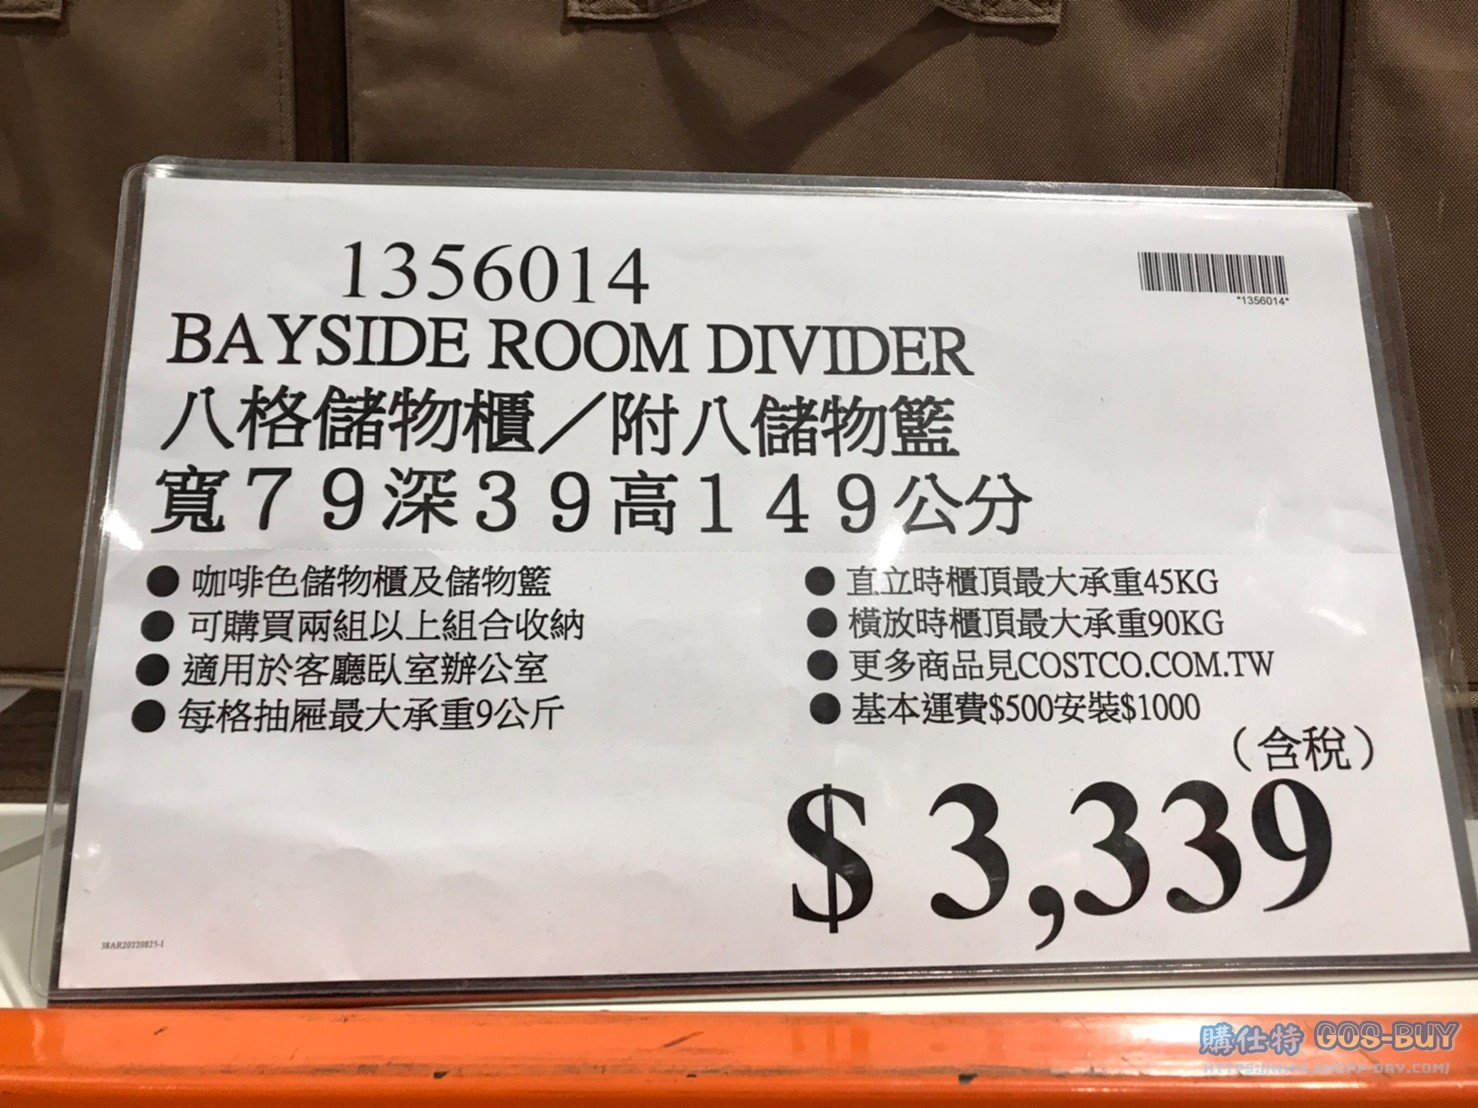 1356014
*1356014*
BAYSIDE ROOM DIVIDER
八格儲物櫃／附八儲物籃
寬７９深３９高１４９公分
● 咖啡色儲物櫃及儲物籃
● 可購買兩組以上組合收納
● 適用於客廳臥室辦公室
● 每格抽屜最大承重9公斤
● 直立時櫃頂最大承重45KG
● 橫放時櫃頂最大承重90KG
● 更多商品見COSTCO.COM.TW
● 基本運費$500安裝$1000
（含稅）
$ 3,339
38AR20220825-1
購仕特 GOS-BUY